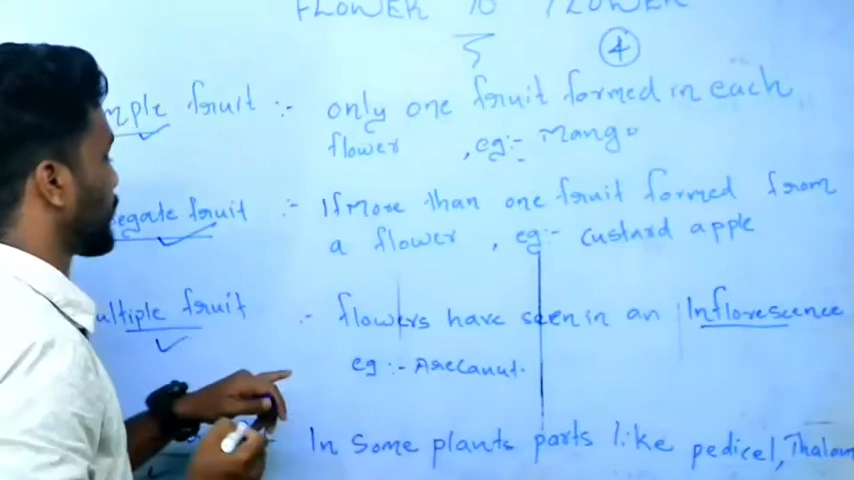 FLOWER TO FLOWER
4
mple fruit :- only one fruit formed in each
flower , eg:- Mango
egate fruit :- If more than one fruit formed from
a flower , eg:- custard apple
ultiple fruit :- flowers have seen in an Inflorescence
eg:- Arecanut.
In Some plants parts like pedicel, Thalam